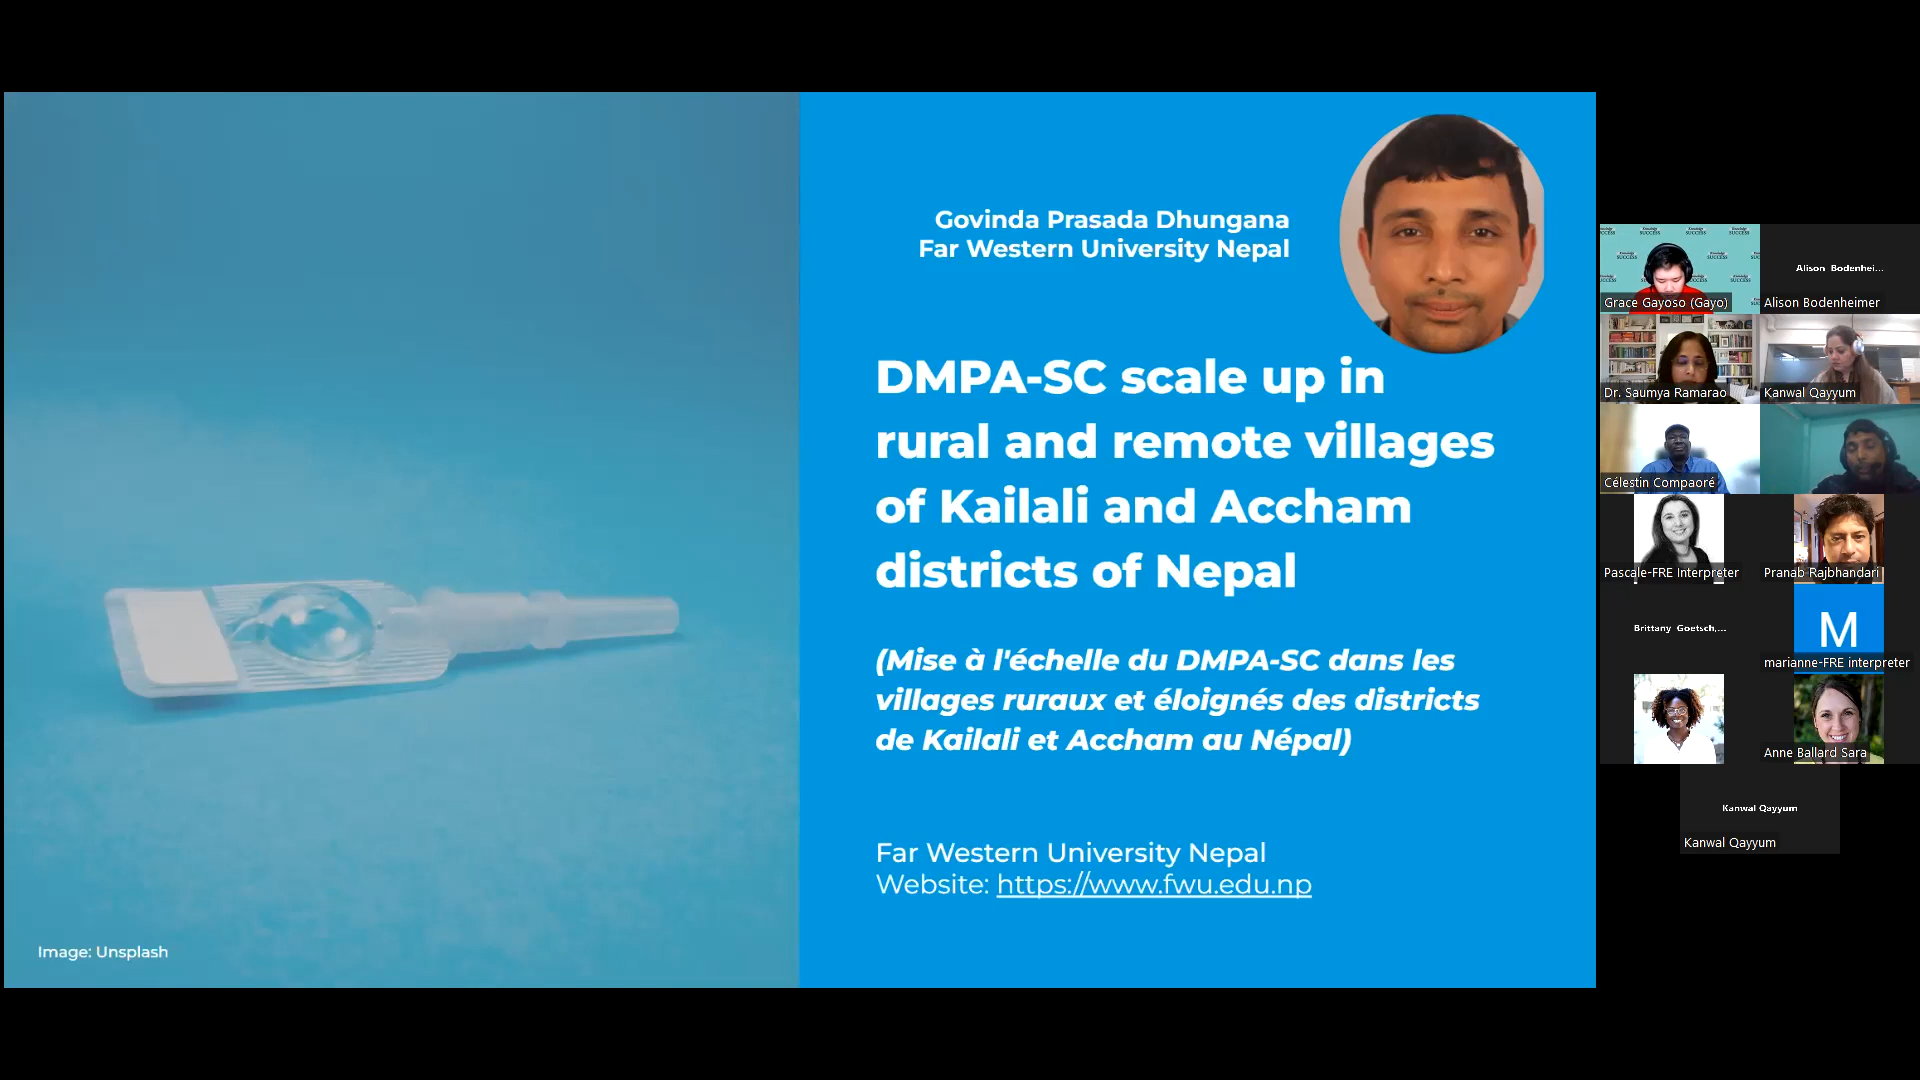 Govinda Prasada Dhungana
Far Western University Nepal
DMPA-SC scale up in
rural and remote villages
of Kailali and Accham
districts of Nepal
(Mise à l'échelle du DMPA-SC dans les
villages ruraux et éloignés des districts
de Kailali et Accham au Népal)
Far Western University Nepal
Website: https://www.fwu.edu.np
Image: Unsplash
Knowledge
SUCCESS
Grace Gayoso (Gayo)
Alison Bodenhei...
Alison Bodenheimer
Dr. Saumya Ramarao
Kanwal Qayyum
Célestin Compaoré
Pascale-FRE Interpreter
Pranab Rajbhandari
Brittany Goetsch,...
M
marianne-FRE interpreter
Anne Ballard Sara
Kanwal Qayyum
Kanwal Qayyum